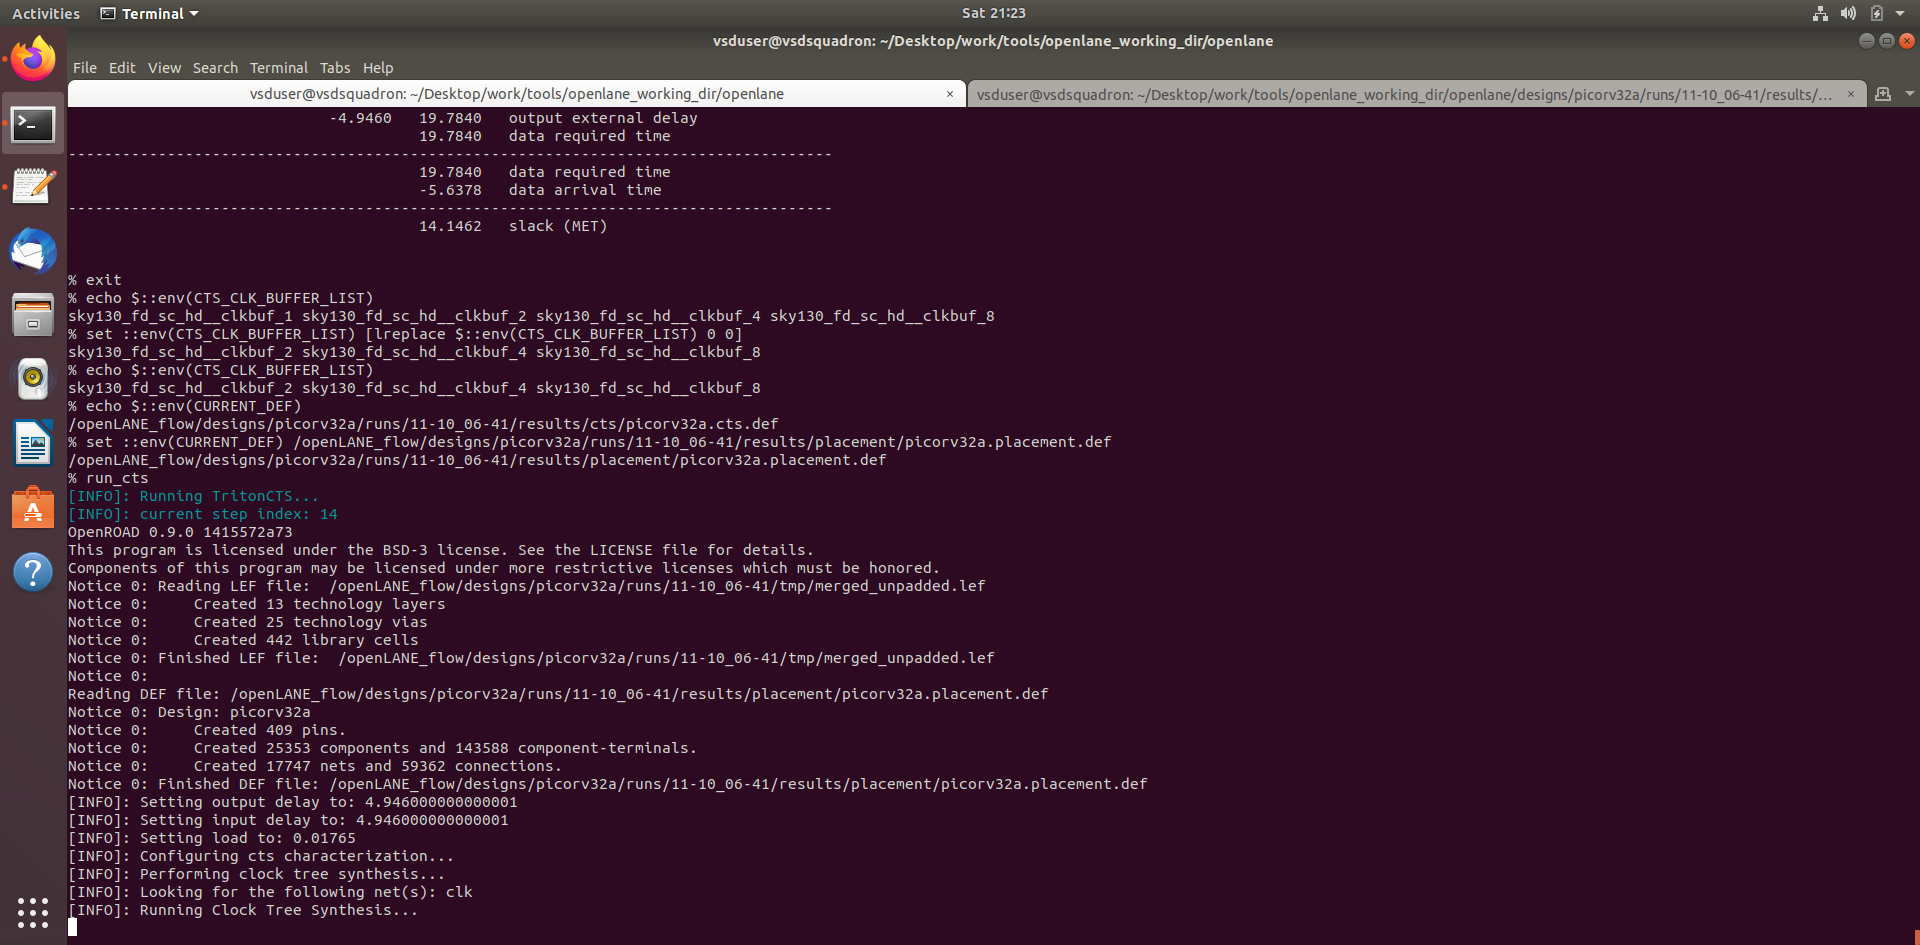 Activities Terminal Sat 21:23
vsduser@vsdsquadron: ~/Desktop/work/tools/openlane_working_dir/openlane
File Edit View Search Terminal Tabs Help
vsduser@vsdsquadron: ~/Desktop/work/tools/openlane_working_dir/openlane × vsduser@vsdsquadron: ~/Desktop/work/tools/openlane_working_dir/openlane/designs/picorv32a/runs/11-10_06-41/results/... ×
-4.9460 19.7840 output external delay
19.7840 data required time
-------------------------------------------------------------------------------------
19.7840 data required time
-5.6378 data arrival time
-------------------------------------------------------------------------------------
14.1462 slack (MET)
% exit
% echo $::env(CTS_CLK_BUFFER_LIST)
sky130_fd_sc_hd__clkbuf_1 sky130_fd_sc_hd__clkbuf_2 sky130_fd_sc_hd__clkbuf_4 sky130_fd_sc_hd__clkbuf_8
% set ::env(CTS_CLK_BUFFER_LIST) [lreplace $::env(CTS_CLK_BUFFER_LIST) 0 0]
sky130_fd_sc_hd__clkbuf_2 sky130_fd_sc_hd__clkbuf_4 sky130_fd_sc_hd__clkbuf_8
% echo $::env(CTS_CLK_BUFFER_LIST)
sky130_fd_sc_hd__clkbuf_2 sky130_fd_sc_hd__clkbuf_4 sky130_fd_sc_hd__clkbuf_8
% echo $::env(CURRENT_DEF)
/openLANE_flow/designs/picorv32a/runs/11-10_06-41/results/cts/picorv32a.cts.def
% set ::env(CURRENT_DEF) /openLANE_flow/designs/picorv32a/runs/11-10_06-41/results/placement/picorv32a.placement.def
/openLANE_flow/designs/picorv32a/runs/11-10_06-41/results/placement/picorv32a.placement.def
% run_cts
[INFO]: Running TritonCTS...
[INFO]: current step index: 14
OpenROAD 0.9.0 1415572a73
This program is licensed under the BSD-3 license. See the LICENSE file for details.
Components of this program may be licensed under more restrictive licenses which must be honored.
Notice 0: Reading LEF file:  /openLANE_flow/designs/picorv32a/runs/11-10_06-41/tmp/merged_unpadded.lef
Notice 0:     Created 13 technology layers
Notice 0:     Created 25 technology vias
Notice 0:     Created 442 library cells
Notice 0: Finished LEF file:  /openLANE_flow/designs/picorv32a/runs/11-10_06-41/tmp/merged_unpadded.lef
Notice 0:
Reading DEF file: /openLANE_flow/designs/picorv32a/runs/11-10_06-41/results/placement/picorv32a.placement.def
Notice 0: Design: picorv32a
Notice 0:     Created 409 pins.
Notice 0:     Created 25353 components and 143588 component-terminals.
Notice 0:     Created 17747 nets and 59362 connections.
Notice 0: Finished DEF file: /openLANE_flow/designs/picorv32a/runs/11-10_06-41/results/placement/picorv32a.placement.def
[INFO]: Setting output delay to: 4.946000000000001
[INFO]: Setting input delay to: 4.946000000000001
[INFO]: Setting load to: 0.01765
[INFO]: Configuring cts characterization...
[INFO]: Performing clock tree synthesis...
[INFO]: Looking for the following net(s): clk
[INFO]: Running Clock Tree Synthesis...